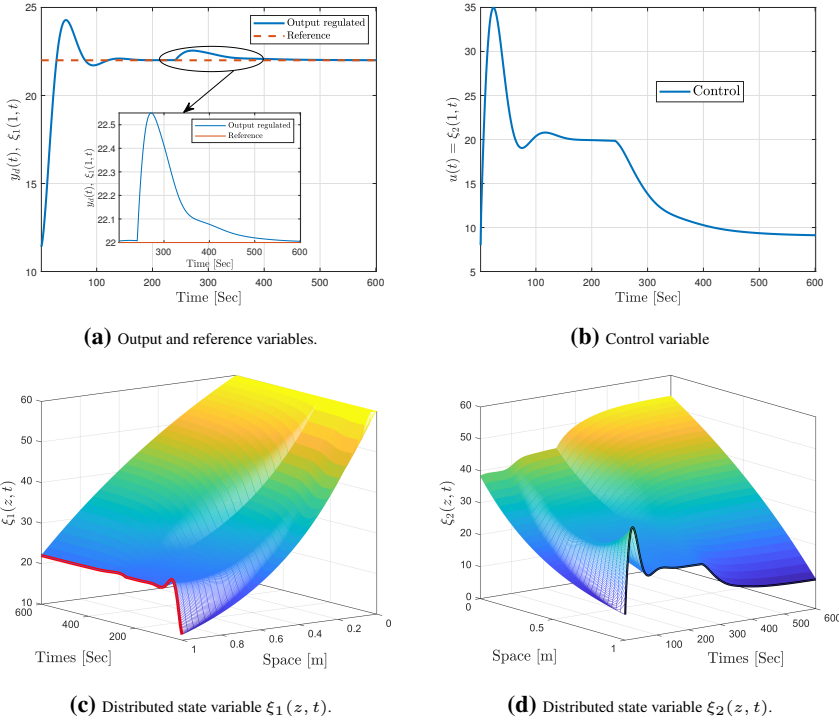 25
20
15
10
y_d(t), ξ_1(1, t)
Output regulated
Reference
22.5
22.4
22.3
22.2
22.1
22
y_d(t), ξ_1(1, t)
Output regulated
Reference
300 400 500 600
Time [Sec]
100 200 300 400 500 600
Time [Sec]
(a) Output and reference variables.
35
30
25
20
15
10
5
u(t) = ξ_2(1, t)
Control
0 100 200 300 400 500 600
Time [Sec]
(b) Control variable
60
50
40
30
20
10
ξ_1(z, t)
600 400 200
Times [Sec]
1 0.8 0.6 0.4 0.2 0
Space [m]
(c) Distributed state variable ξ_1(z, t).
60
50
40
30
20
10
0
ξ_2(z, t)
0 0.5 1
Space [m]
100 200 300 400 500 600
Times [Sec]
(d) Distributed state variable ξ_2(z, t).